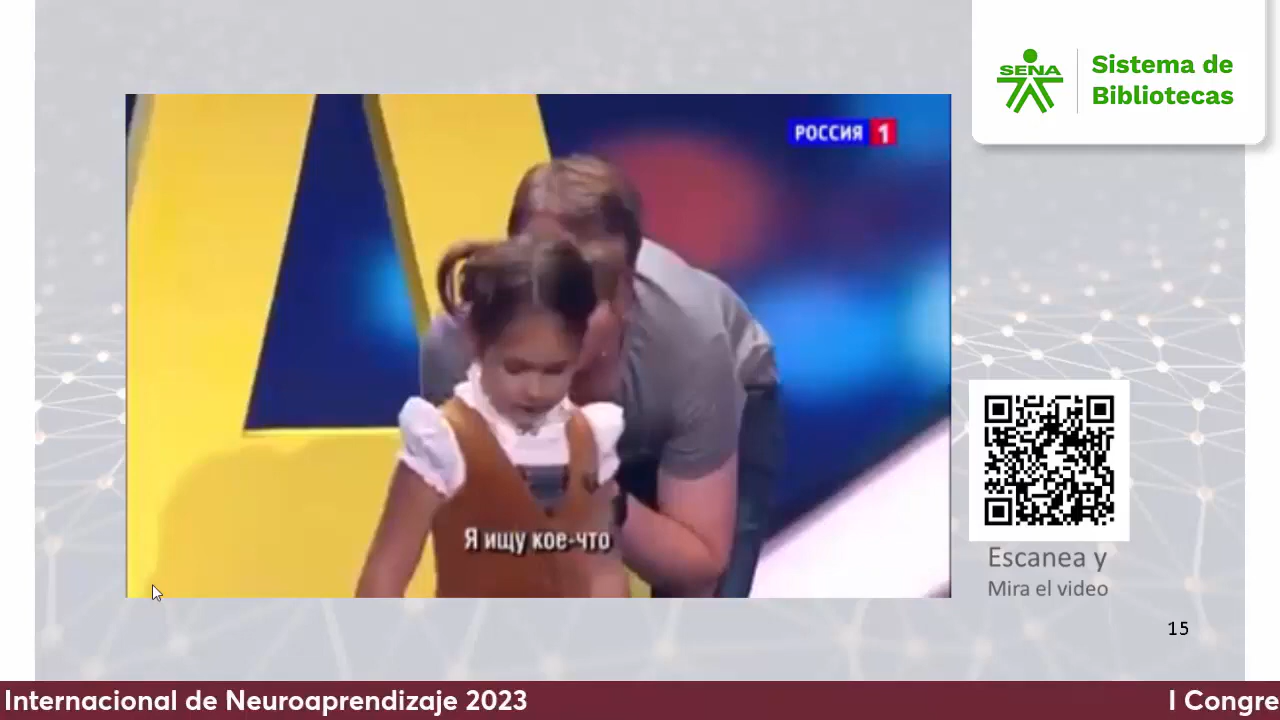 SENA
Sistema de
Bibliotecas
РОССИЯ 1
Я ищу кое-что
Escanea y
Mira el video
15
Internacional de Neuroaprendizaje 2023
I Congre